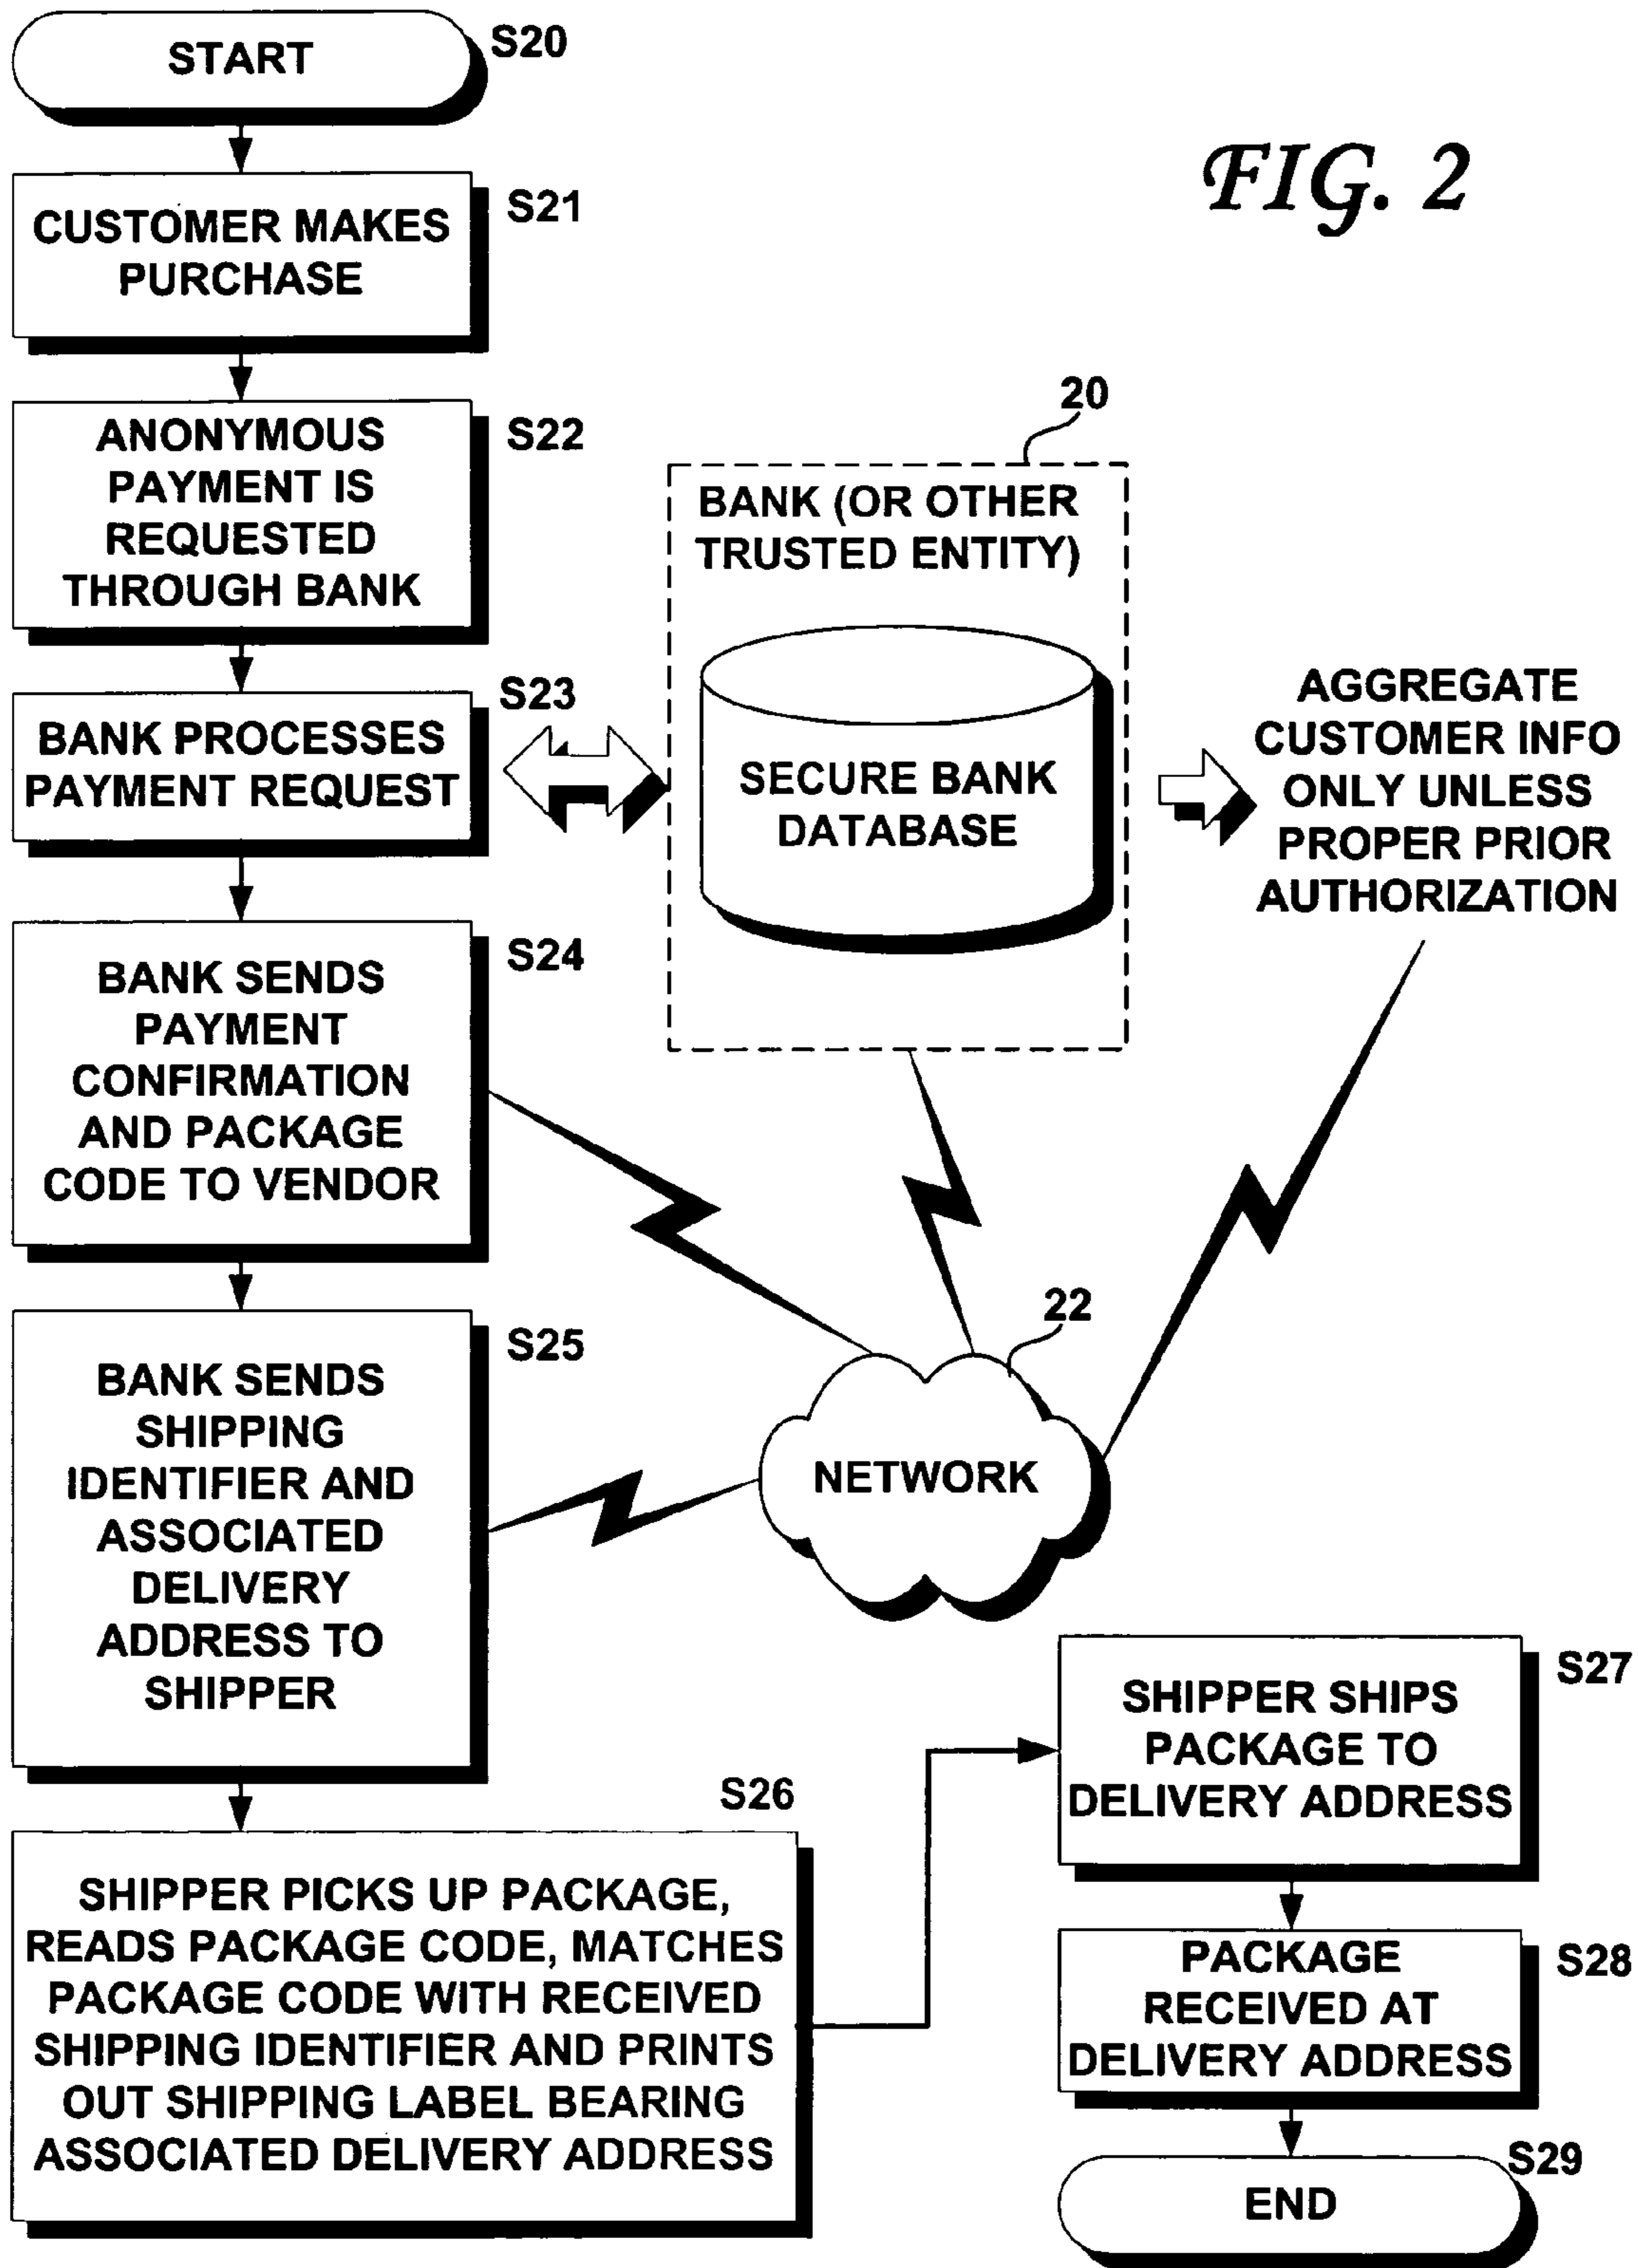 START
S20
FIG. 2
CUSTOMER MAKES
PURCHASE
S21
ANONYMOUS
PAYMENT IS
REQUESTED
THROUGH BANK
S22
BANK PROCESSES
PAYMENT REQUEST
S23
20
BANK (OR OTHER
TRUSTED ENTITY)
SECURE BANK
DATABASE
AGGREGATE
CUSTOMER INFO
ONLY UNLESS
PROPER PRIOR
AUTHORIZATION
BANK SENDS
PAYMENT
CONFIRMATION
AND PACKAGE
CODE TO VENDOR
S24
BANK SENDS
SHIPPING
IDENTIFIER AND
ASSOCIATED
DELIVERY
ADDRESS TO
SHIPPER
S25
22
NETWORK
SHIPPER PICKS UP PACKAGE,
READS PACKAGE CODE, MATCHES
PACKAGE CODE WITH RECEIVED
SHIPPING IDENTIFIER AND PRINTS
OUT SHIPPING LABEL BEARING
ASSOCIATED DELIVERY ADDRESS
S26
SHIPPER SHIPS
PACKAGE TO
DELIVERY ADDRESS
S27
PACKAGE
RECEIVED AT
DELIVERY ADDRESS
S28
END
S29